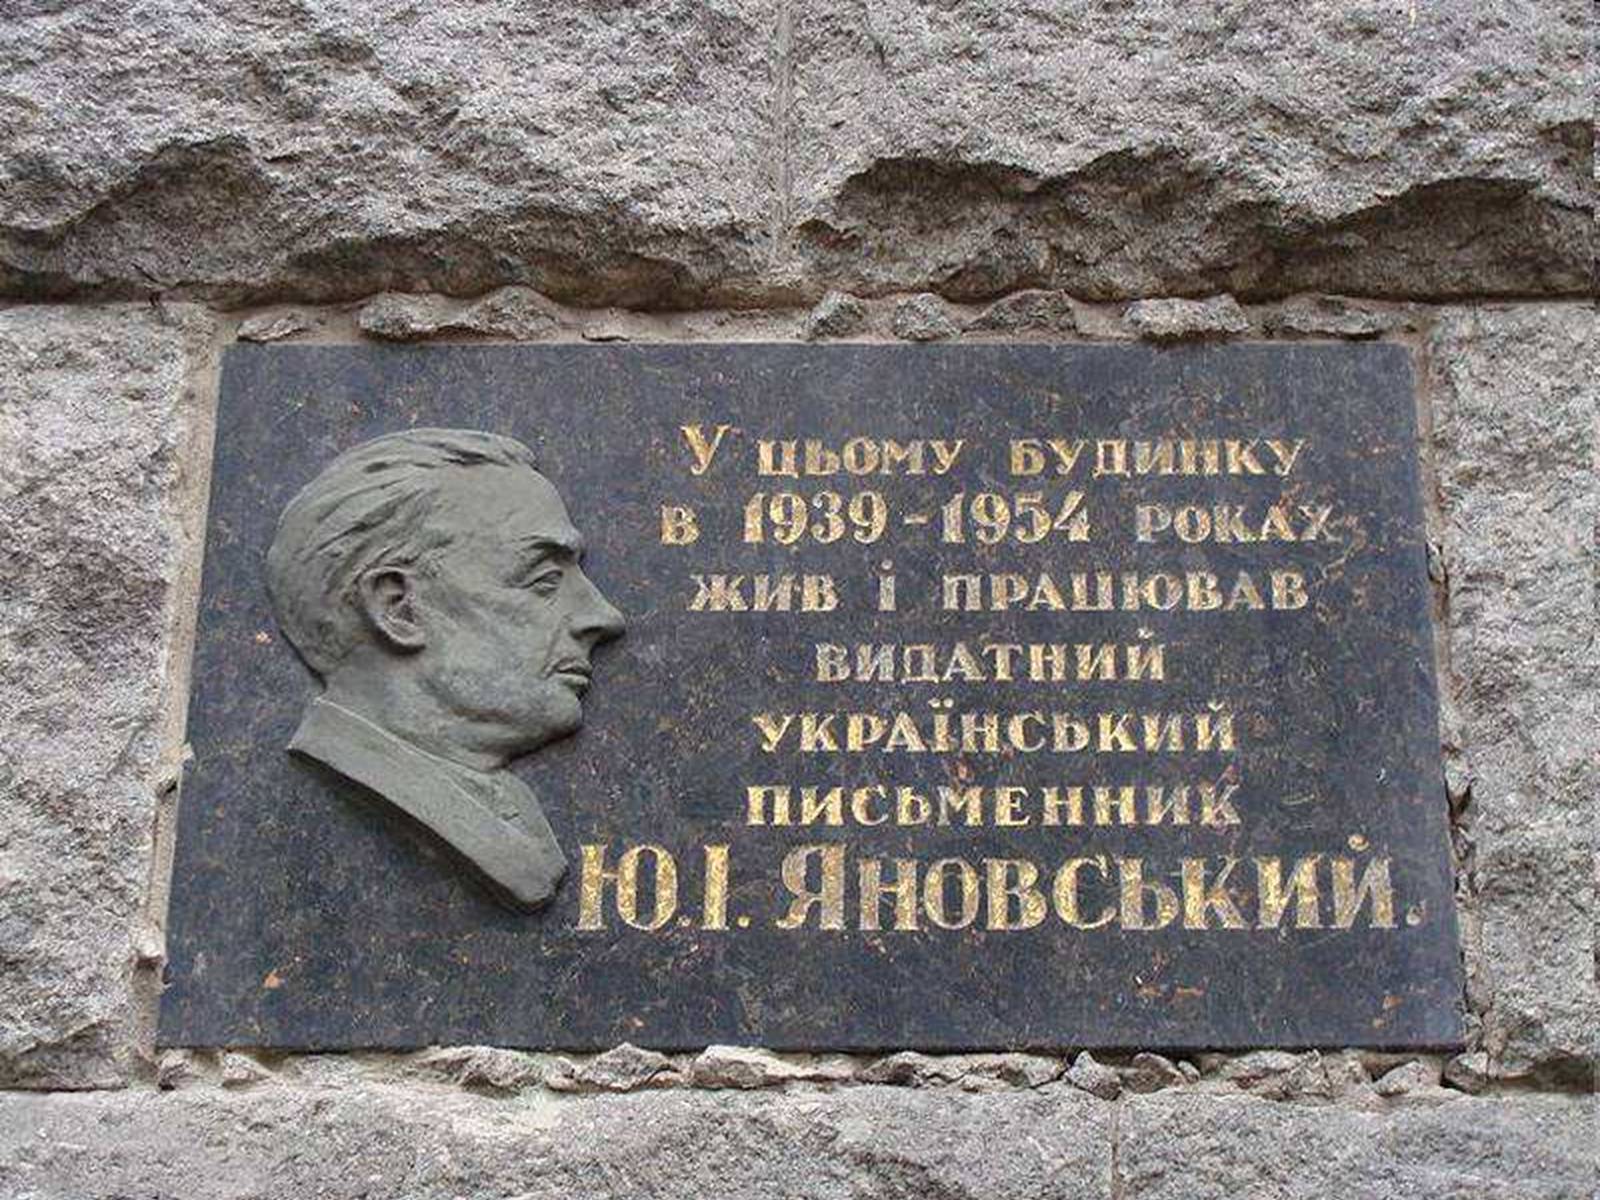 У цьому будинку
в 1939-1954 роках
жив і працював
видатний
український
письменник
Ю.І. Яновський.